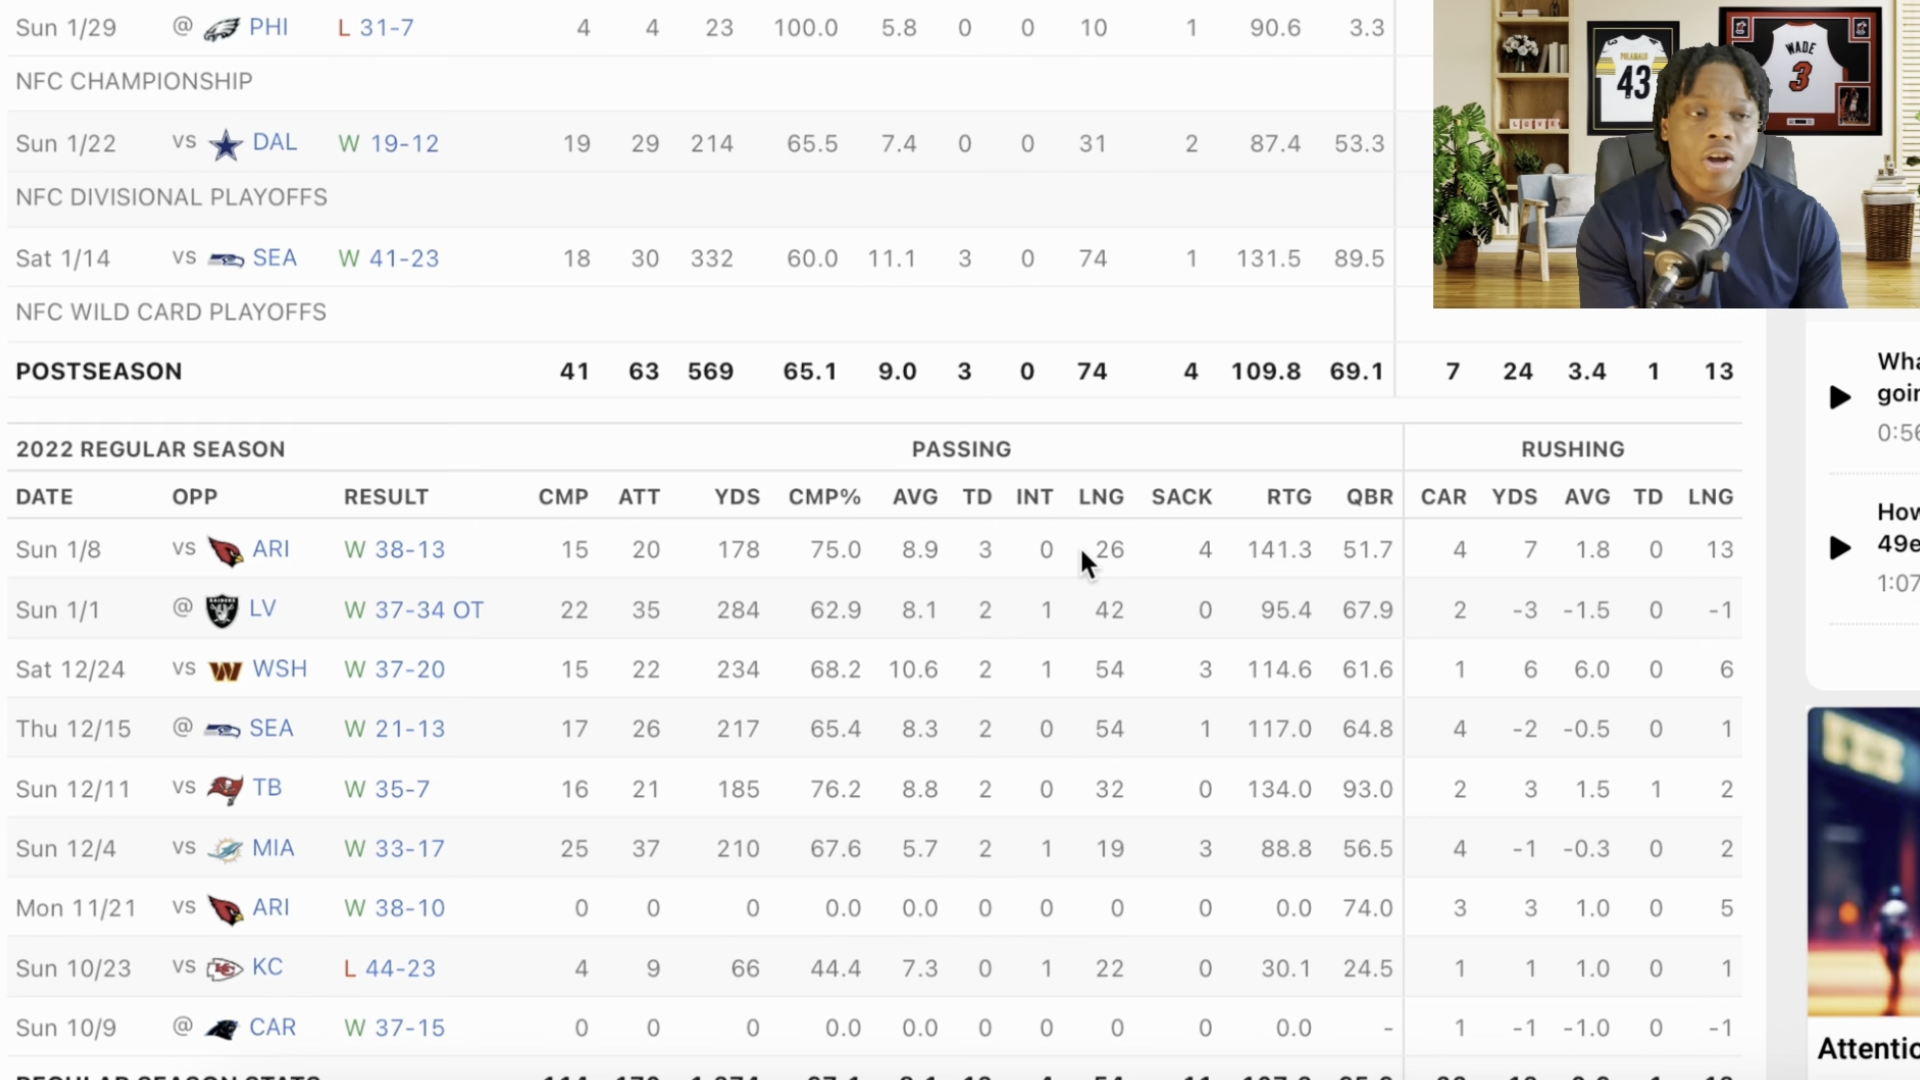 Sun 1/29 @ PHI L 31-7 4 4 23 100.0 5.8 0 0 10 1 90.6 3.3
NFC CHAMPIONSHIP
Sun 1/22 vs DAL W 19-12 19 29 214 65.5 7.4 0 0 31 2 87.4 53.3
NFC DIVISIONAL PLAYOFFS
Sat 1/14 vs SEA W 41-23 18 30 332 60.0 11.1 3 0 74 1 131.5 89.5
NFC WILD CARD PLAYOFFS
POSTSEASON 41 63 569 65.1 9.0 3 0 74 4 109.8 69.1 7 24 3.4 1 13
2022 REGULAR SEASON PASSING RUSHING
DATE OPP RESULT CMP ATT YDS CMP% AVG TD INT LNG SACK RTG QBR CAR YDS AVG TD LNG
Sun 1/8 vs ARI W 38-13 15 20 178 75.0 8.9 3 0 26 4 141.3 51.7 4 7 1.8 0 13
Sun 1/1 @ LV W 37-34 OT 22 35 284 62.9 8.1 2 1 42 0 95.4 67.9 2 -3 -1.5 0 -1
Sat 12/24 vs WSH W 37-20 15 22 234 68.2 10.6 2 1 54 3 114.6 61.6 1 6 6.0 0 6
Thu 12/15 @ SEA W 21-13 17 26 217 65.4 8.3 2 0 54 1 117.0 64.8 4 -2 -0.5 0 1
Sun 12/11 vs TB W 35-7 16 21 185 76.2 8.8 2 0 32 0 134.0 93.0 2 3 1.5 1 2
Sun 12/4 vs MIA W 33-17 25 37 210 67.6 5.7 2 1 19 3 88.8 56.5 4 -1 -0.3 0 2
Mon 11/21 vs ARI W 38-10 0 0 0 0.0 0.0 0 0 0 0 0.0 74.0 3 3 1.0 0 5
Sun 10/23 vs KC L 44-23 4 9 66 44.4 7.3 0 1 22 0 30.1 24.5 1 1 1.0 0 1
Sun 10/9 @ CAR W 37-15 0 0 0 0.0 0.0 0 0 0 0 0.0 - 1 -1 -1.0 0 -1
REGULAR SEASON STATS
43
WADE
3
LOVE
Wha
goin
0:56
How
49e
1:07
Attentic